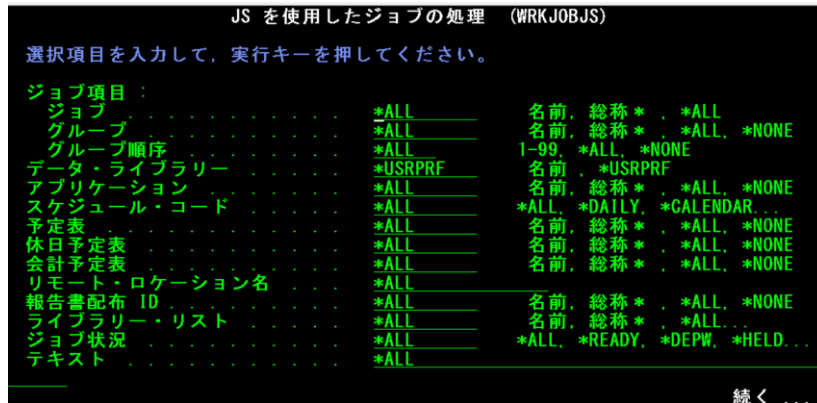 JS を使用したジョブの処理 (WRKJOBJS)
選択項目を入力して, 実行キーを押してください。
ジョブ項目 :
ジョブ . . . . . . . . . . . *ALL 名前, 総称* , *ALL
グループ . . . . . . . . . . *ALL 名前, 総称* , *ALL, *NONE
グループ順序 . . . . . . . . *ALL 1-99, *ALL, *NONE
データ・ライブラリー . . . . . *USRPRF 名前 , *USRPRF
アプリケーション . . . . . . . *ALL 名前, 総称* , *ALL, *NONE
スケジュール・コード . . . . . *ALL *ALL, *DAILY, *CALENDAR...
予定表 . . . . . . . . . . . *ALL 名前, 総称* , *ALL, *NONE
休日予定表 . . . . . . . . . *ALL 名前, 総称* , *ALL, *NONE
会計予定表 . . . . . . . . . *ALL 名前, 総称* , *ALL, *NONE
リモート・ロケーション名 . . . *ALL
報告書配布 ID . . . . . . . . *ALL 名前, 総称* , *ALL, *NONE
ライブラリー・リスト . . . . . *ALL 名前, 総称* , *ALL...
ジョブ状況 . . . . . . . . . *ALL *ALL, *READY, *DEPW, *HELD...
テキスト . . . . . . . . . . *ALL
続く ...